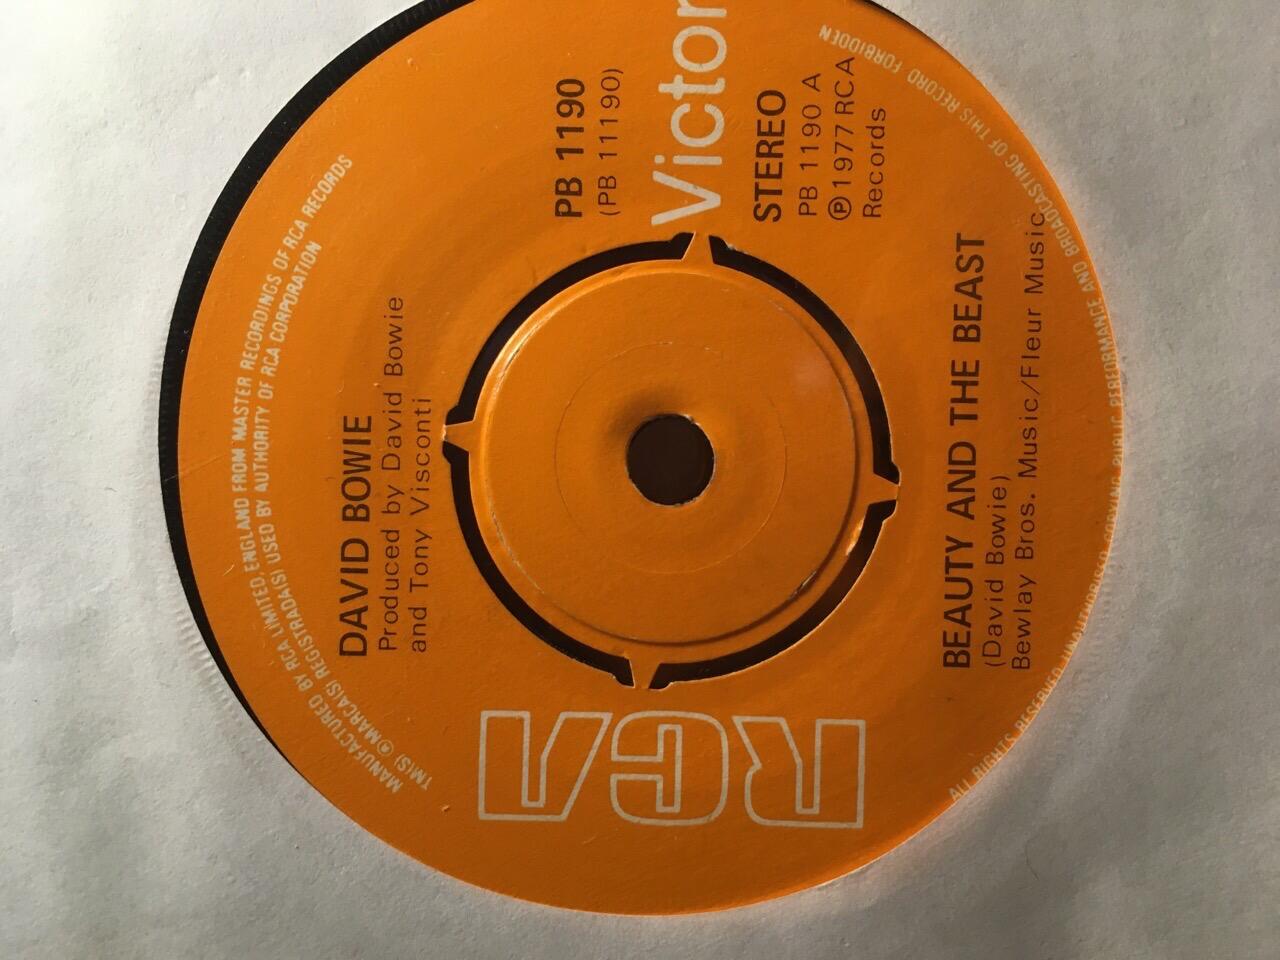 MANUFACTURED BY RCA LIMITED, ENGLAND FROM MASTER RECORDINGS OF RCA RECORDS
TM(S) ® MARCA(S) REGISTRADA(S) USED BY AUTHORITY OF RCA CORPORATION
DAVID BOWIE
Produced by David Bowie
and Tony Visconti
RCA
Victor
PB 1190
(PB 11190)
STEREO
PB 1190 A
℗1977 RCA
Records
BEAUTY AND THE BEAST
(David Bowie)
Bewlay Bros. Music/Fleur Music
ALL RIGHTS RESERVED. UNAUTHORISED COPYING PUBLIC PERFORMANCE AND BROADCASTING OF THIS RECORD FORBIDDEN